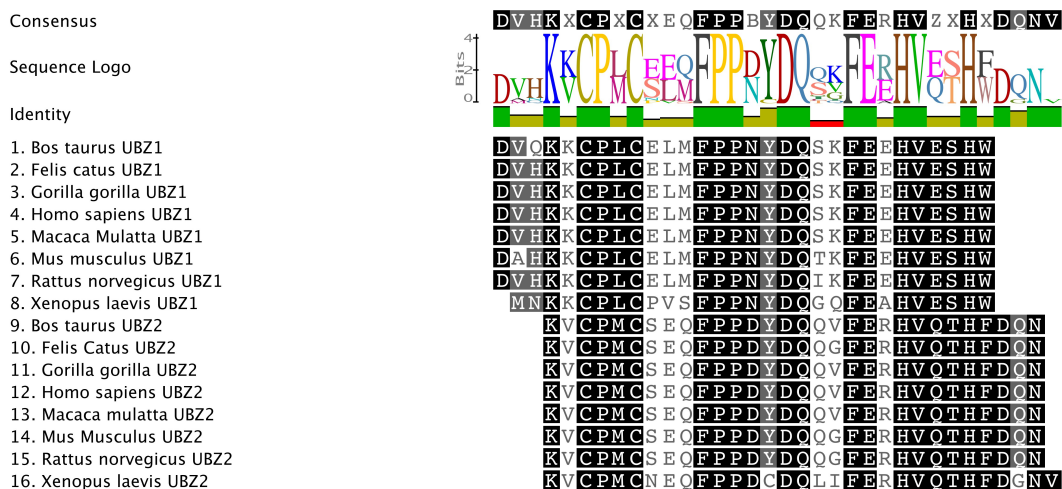 Consensus DVHKXCPXCXEQFPPBYDQQKFERHVZXHXDQNV
Sequence Logo
Bits
4
2
0
Identity
1. Bos taurus UBZ1 DVQKKCPLCELMFPPNYDQSKFEEHVESHW
2. Felis catus UBZ1 DVHKKCPLCELMFPPNYDQSKFEEHVESHW
3. Gorilla gorilla UBZ1 DVHKKCPLCELMFPPNYDQSKFEEHVESHW
4. Homo sapiens UBZ1 DVHKKCPLCELMFPPNYDQSKFEEHVESHW
5. Macaca Mulatta UBZ1 DVHKKCPLCELMFPPNYDQSKFEEHVESHW
6. Mus musculus UBZ1 DAHKKCPLCELMFPPNYDQTKFEEHVESHW
7. Rattus norvegicus UBZ1 DVHKKCPLCELMFPPNYDQIKFEEHVESHW
8. Xenopus laevis UBZ1 MNKKCPLCPVSFPPNYDQGQFEAHVESHW
9. Bos taurus UBZ2 KVCPMCSEQFPPDYDQQVFERHVQTHFDQN
10. Felis Catus UBZ2 KVCPMCSEQFPPDYDQQGFERHVQTHFDQN
11. Gorilla gorilla UBZ2 KVCPMCSEQFPPDYDQQVFERHVQTHFDQN
12. Homo sapiens UBZ2 KVCPMCSEQFPPDYDQQVFERHVQTHFDQN
13. Macaca mulatta UBZ2 KVCPMCSEQFPPDYDQQVFERHVQTHFDQN
14. Mus Musculus UBZ2 KVCPMCSEQFPPDYDQQGFERHVQTHFDQN
15. Rattus norvegicus UBZ2 KVCPMCSEQFPPDYDQQGFERHVQTHFDQN
16. Xenopus laevis UBZ2 KVCPMCNEQFPPDCDQLIFERHVQTHFDGNV